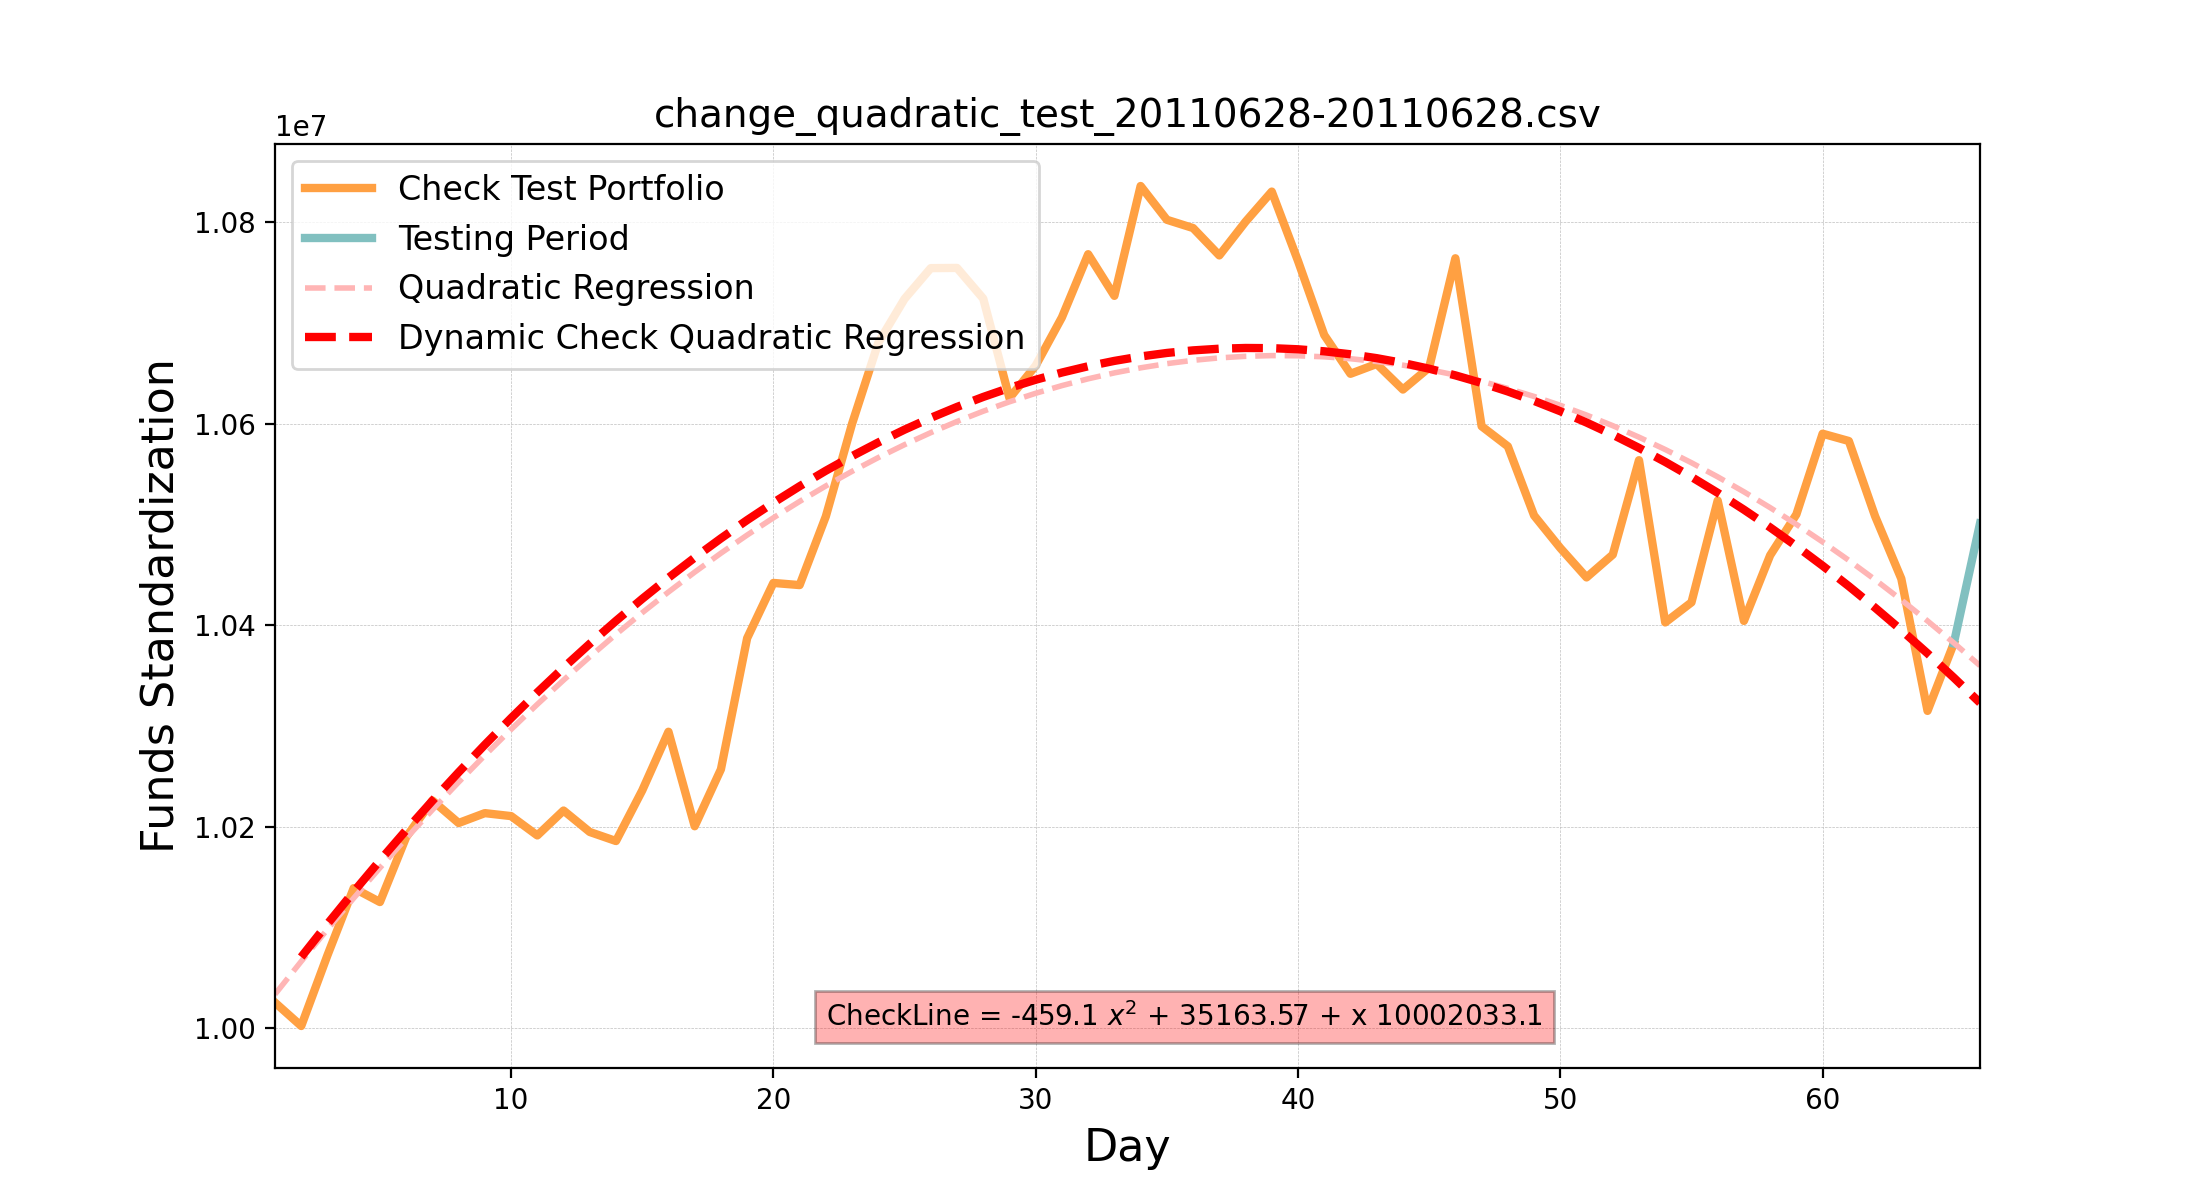 change_quadratic_test_20110628-20110628.csv
1e7
Check Test Portfolio
Testing Period
Quadratic Regression
Dynamic Check Quadratic Regression
1.08
1.06
1.04
1.02
1.00
Funds Standardization
CheckLine = -459.1 x² + 35163.57 + x 10002033.1
10 20 30 40 50 60
Day